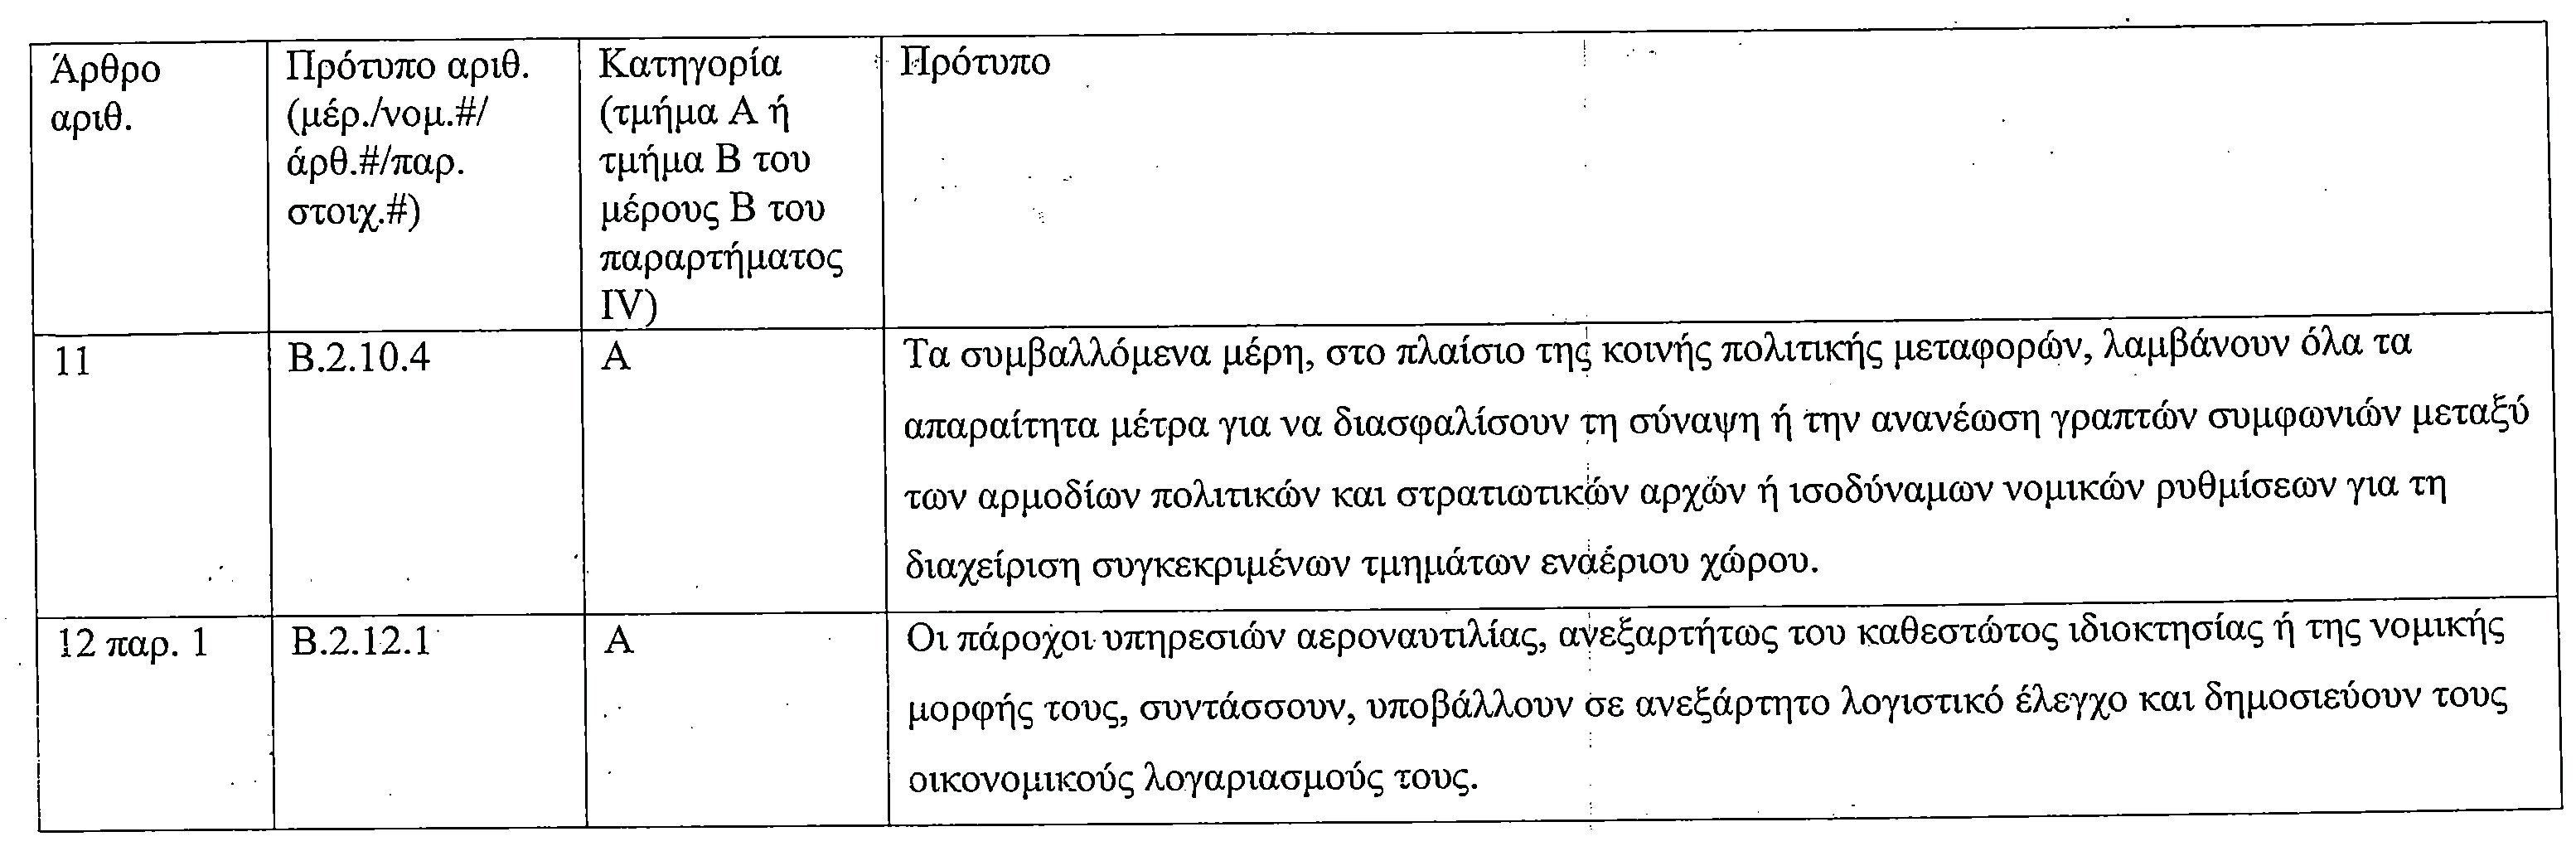 Άρθρο
αριθ.
Πρότυπο αριθ.
(μέρ./νομ.#/
άρθ.#/παρ.
στοιχ.#)
Κατηγορία
(τμήμα Α ή
τμήμα Β του
μέρους Β του
παραρτήματος
IV)
Πρότυπο
11
Β.2.10.4
Α
Τα συμβαλλόμενα μέρη, στο πλαίσιο της κοινής πολιτικής μεταφορών, λαμβάνουν όλα τα
απαραίτητα μέτρα για να διασφαλίσουν τη σύναψη ή την ανανέωση γραπτών συμφωνιών μεταξύ
των αρμοδίων πολιτικών και στρατιωτικών αρχών ή ισοδύναμων νομικών ρυθμίσεων για τη
διαχείριση συγκεκριμένων τμημάτων εναέριου χώρου.
12 παρ. 1
Β.2.12.1
Α
Οι πάροχοι υπηρεσιών αεροναυτιλίας, ανεξαρτήτως του καθεστώτος ιδιοκτησίας ή της νομικής
μορφής τους, συντάσσουν, υποβάλλουν σε ανεξάρτητο λογιστικό έλεγχο και δημοσιεύουν τους
οικονομικούς λογαριασμούς τους.